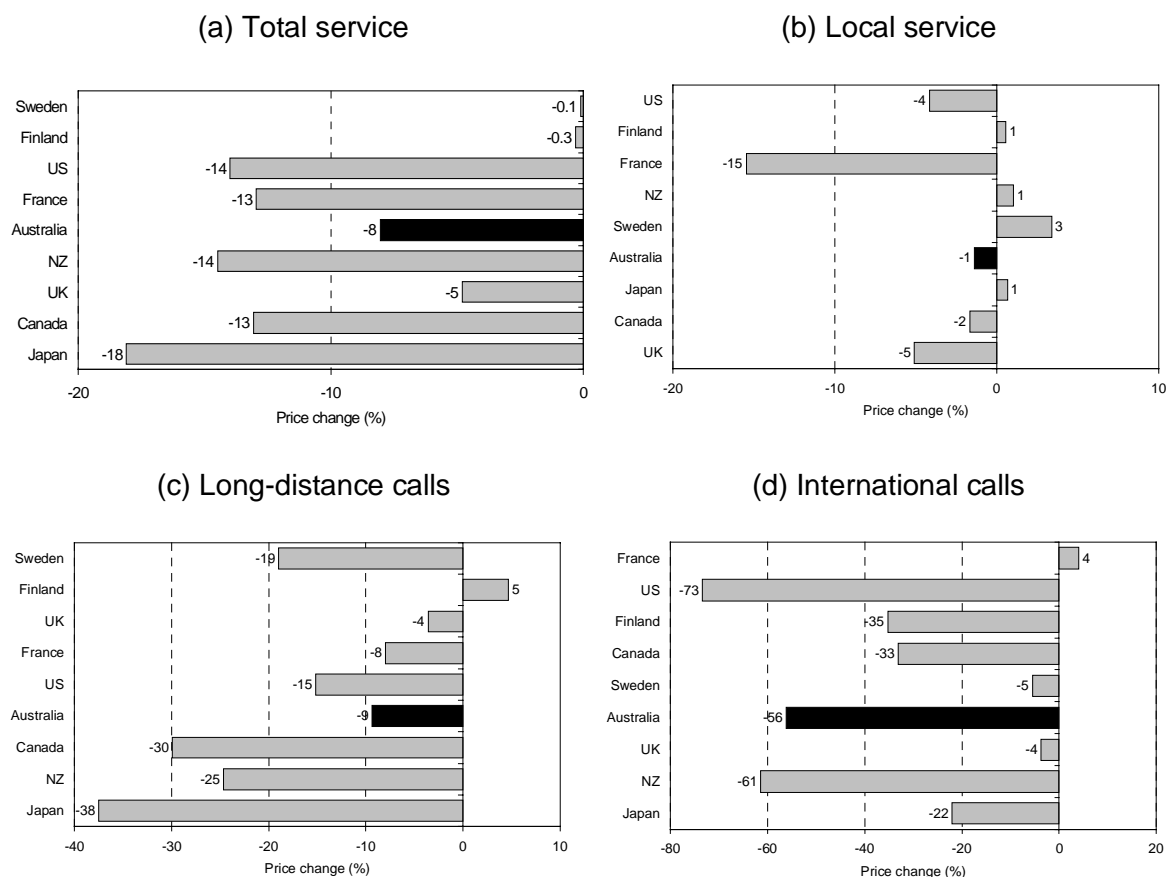 (a) Total service
Sweden -0.1
Finland -0.3
US -14
France -13
Australia -8
NZ -14
UK -5
Canada -13
Japan -18
-20 -10 0
Price change (%)
(b) Local service
US -4
Finland 1
France -15
NZ 1
Sweden 3
Australia -1
Japan 1
Canada -2
UK -5
-20 -10 0 10
Price change (%)
(c) Long-distance calls
Sweden -19
Finland 5
UK -4
France -8
US -15
Australia -9
Canada -30
NZ -25
Japan -38
-40 -30 -20 -10 0 10
Price change (%)
(d) International calls
France 4
US -73
Finland -35
Canada -33
Sweden -5
Australia -56
UK -4
NZ -61
Japan -22
-80 -60 -40 -20 0 20
Price change (%)